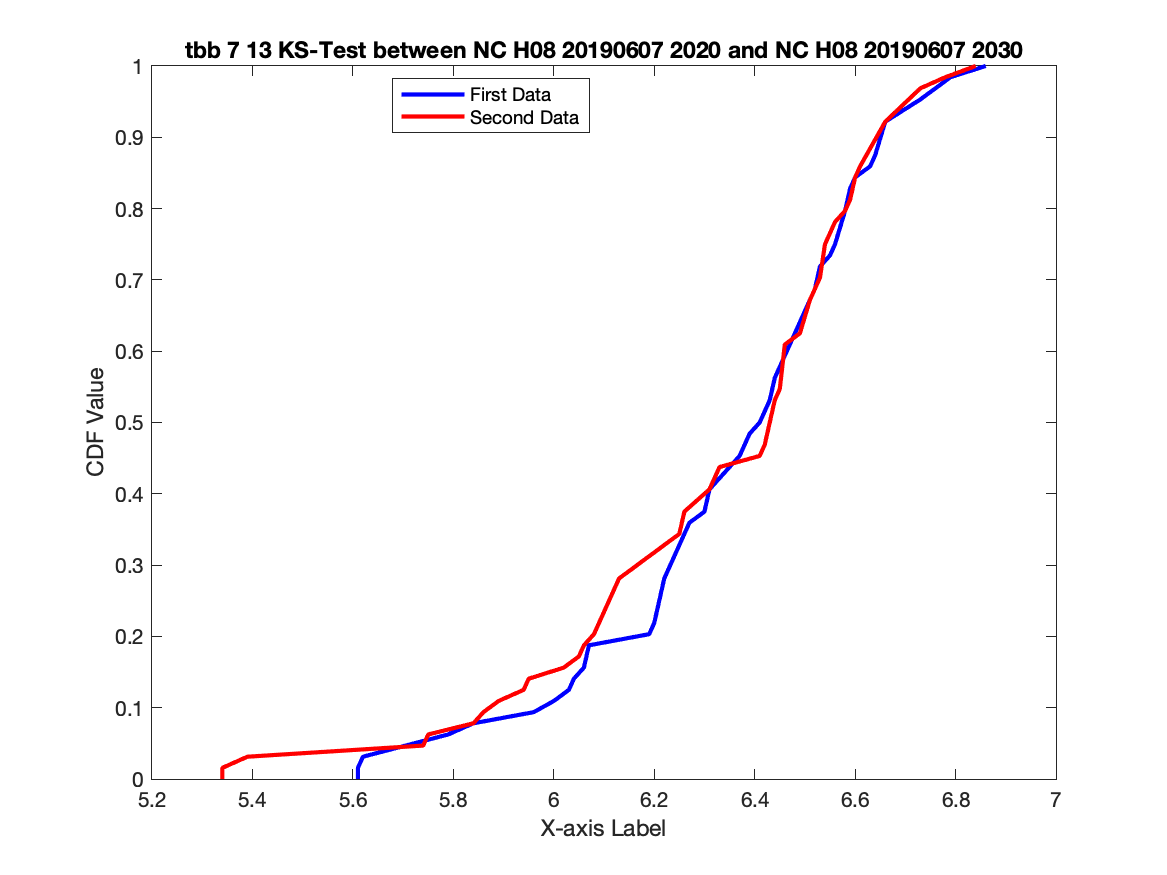 tbb 7 13 KS-Test between NC H08 20190607 2020 and NC H08 20190607 2030
First Data
Second Data
CDF Value
1
0.9
0.8
0.7
0.6
0.5
0.4
0.3
0.2
0.1
0
5.2 5.4 5.6 5.8 6 6.2 6.4 6.6 6.8 7
X-axis Label